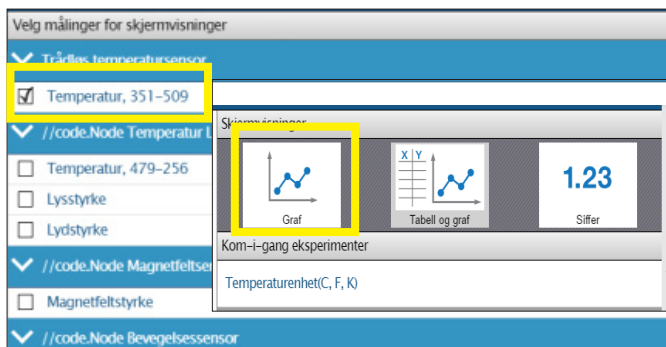 Velg målinger for skjermvisninger
Trådløs temperatursensor
Temperatur, 351-509
//code.Node Temperatur L
Temperatur, 479-256
Lysstyrke
Lydstyrke
//code.Node Magnetfeltser
Magnetfeltstyrke
//code.Node Bevegelsessensor
Skjermvisninger
X Y
1.23
Graf
Tabell og graf
Siffer
Kom-i-gang eksperimenter
Temperaturenhet(C, F, K)